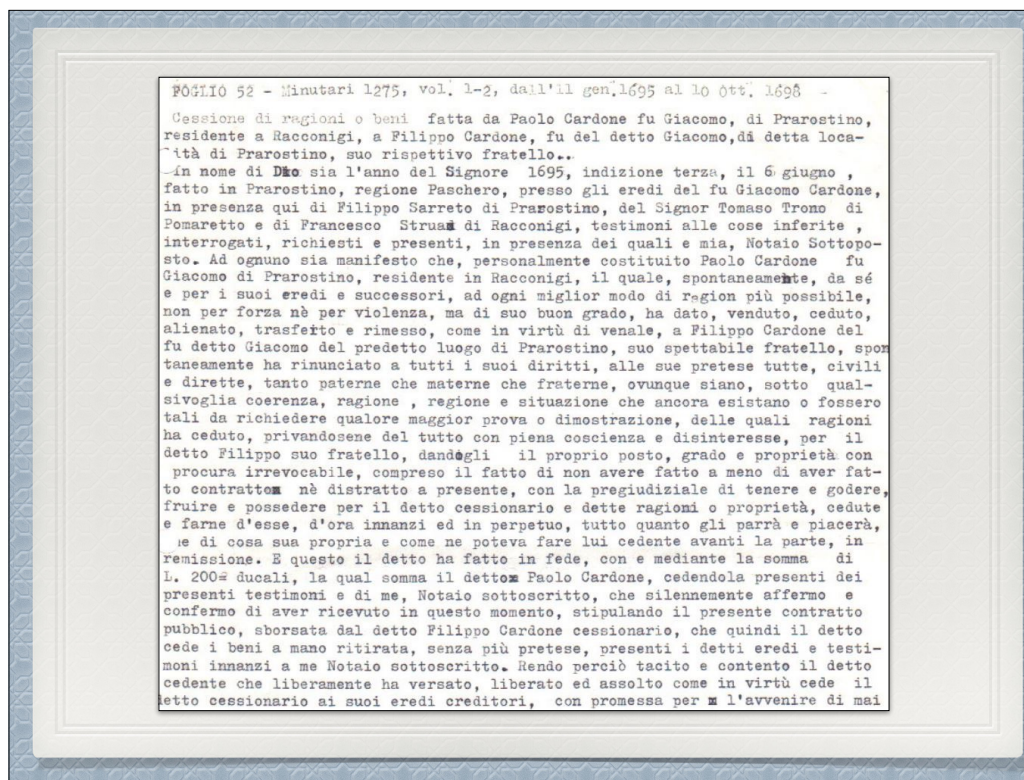 FOGLIO 52 - Minutari 1275, vol. 1-2, dall'11 gen.1695 al 10 Ott. 1698 -
Cessione di ragioni o beni fatta da Paolo Cardone fu Giacomo, di Prarostino,
residente a Racconigi, a Filippo Cardone, fu del detto Giacomo,di detta loca-
ità di Prarostino, suo rispettivo fratello..
In nome di Dio sia l'anno del Signore 1695, indizione terza, il 6 giugno ,
fatto in Prarostino, regione Paschero, presso gli eredi del fu Giacomo Cardone,
in presenza qui di Filippo Sarreto di Prarostino, del Signor Tomaso Trono di
Pomaretto e di Francesco Strua di Racconigi, testimoni alle cose inferite ,
interrogati, richiesti e presenti, in presenza dei quali e mia, Notaio Sottopo-
sto. Ad ognuno sia manifesto che, personalmente costituito Paolo Cardone fu
Giacomo di Prarostino, residente in Racconigi, il quale, spontaneamente, da sé
e per i suoi eredi e successori, ad ogni miglior modo di region più possibile,
non per forza nè per violenza, ma di suo buon grado, ha dato, venduto, ceduto,
alienato, trasferto e rimesso, come in virtù di venale, a Filippo Cardone del
fu detto Giacomo del predetto luogo di Prarostino, suo spettabile fratello, spon
taneamente ha rinunciato a tutti i suoi diritti, alle sue pretese tutte, civili
e dirette, tanto paterne che materne che fraterne, ovunque siano, sotto qual-
sivoglia coerenza, ragione , regione e situazione che ancora esistano o fossero
tali da richiedere qualore maggior prova o dimostrazione, delle quali ragioni
ha ceduto, privandosene del tutto con piena coscienza e disinteresse, per il
detto Filippo suo fratello, dandogli il proprio posto, grado e proprietà con
procura irrevocabile, compreso il fatto di non avere fatto a meno di aver fat-
to contratto nè distratto a presente, con la pregiudiziale di tenere e godere,
fruire e possedere per il detto cessionario e dette ragioni o proprietà, cedute
e farne d'esse, d'ora innanzi ed in perpetuo, tutto quanto gli parrà e piacerà,
e di cosa sua propria e come ne poteva fare lui cedente avanti la parte, in
remissione. E questo il detto ha fatto in fede, con e mediante la somma di
L. 200= ducali, la qual somma il detto Paolo Cardone, cedendola presenti dei
presenti testimoni e di me, Notaio sottoscritto, che silennemente affermo e
confermo di aver ricevuto in questo momento, stipulando il presente contratto
pubblico, sborsata dal detto Filippo Cardone cessionario, che quindi il detto
cede i beni a mano ritirata, senza più pretese, presenti i detti eredi e testi-
moni innanzi a me Notaio sottoscritto. Rendo perciò tacito e contento il detto
cedente che liberamente ha versato, liberato ed assolto come in virtù cede il
etto cessionario ai suoi eredi creditori, con promessa per l'avvenire di mai